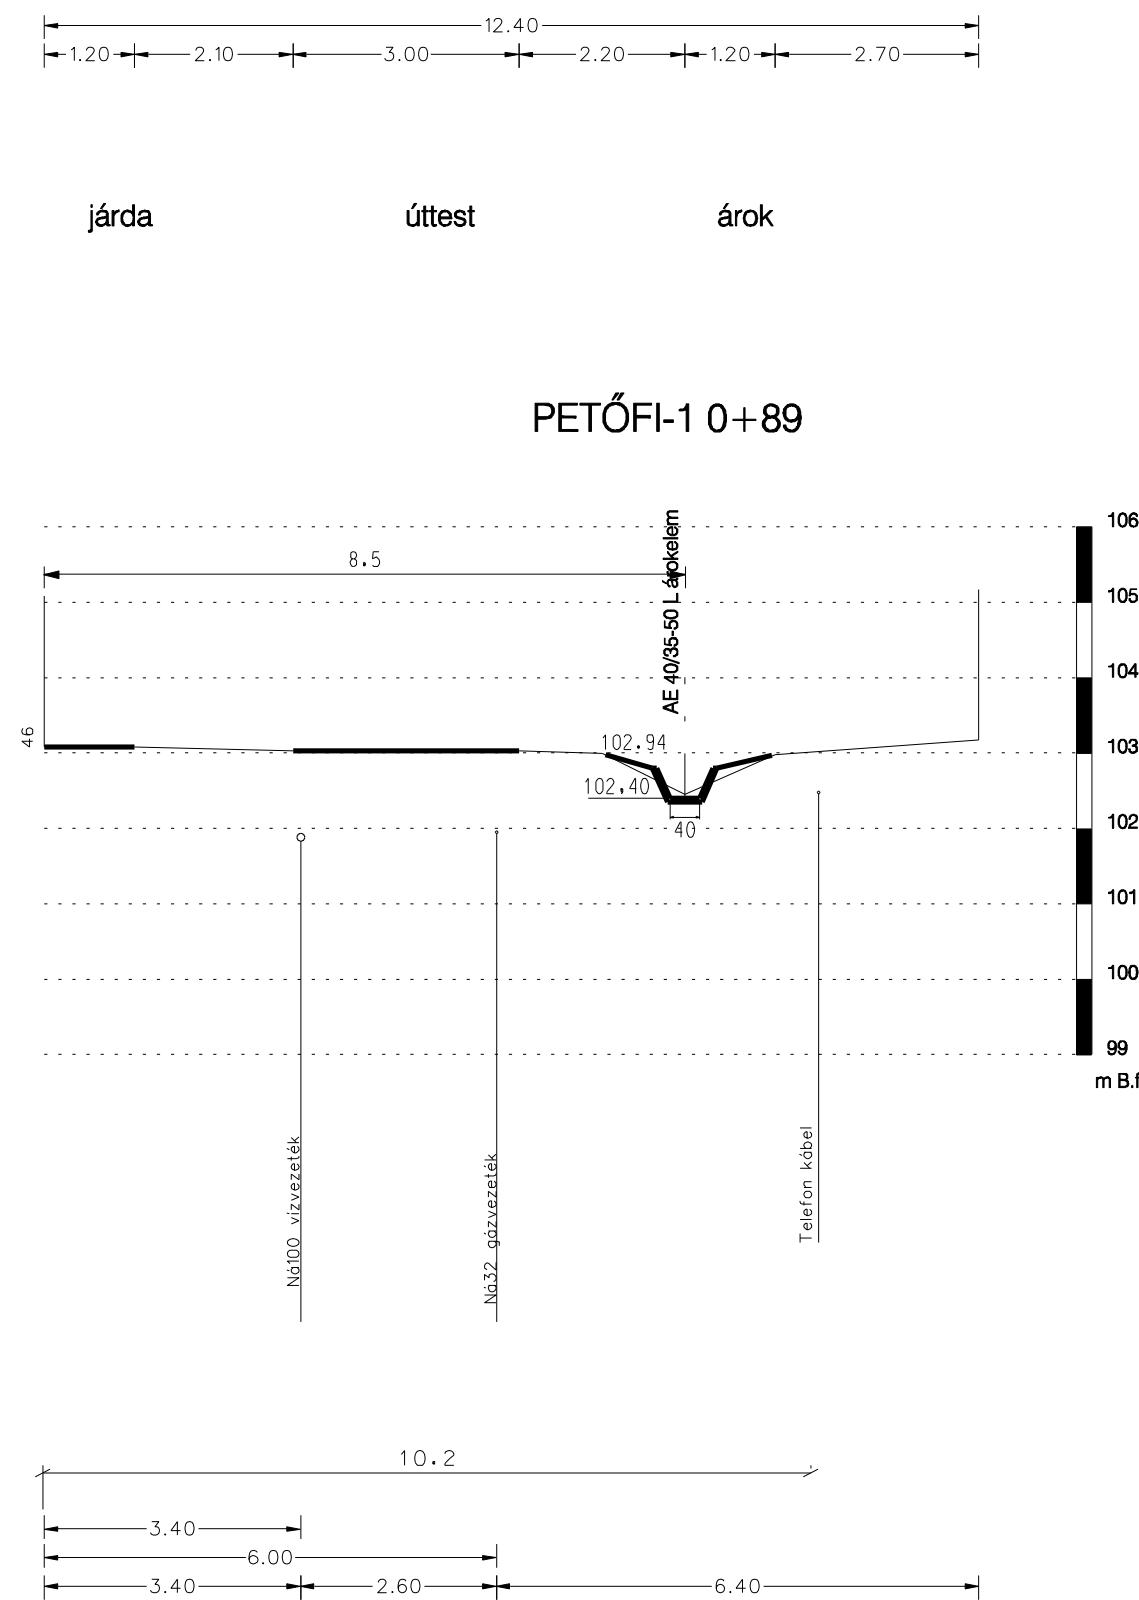 12.40
1.20 2.10 3.00 2.20 1.20 2.70
járda úttest árok
PETŐFI-1 0+89
106
8.5
AE 40/35-50 L árokelem
105
104
46
103
102.94
102,40
102
40
101
100
99
m B.f
Ná100 vízvezeték
Ná32 gázvezeték
Telefon kábel
10.2
3.40
6.00
3.40 2.60 6.40